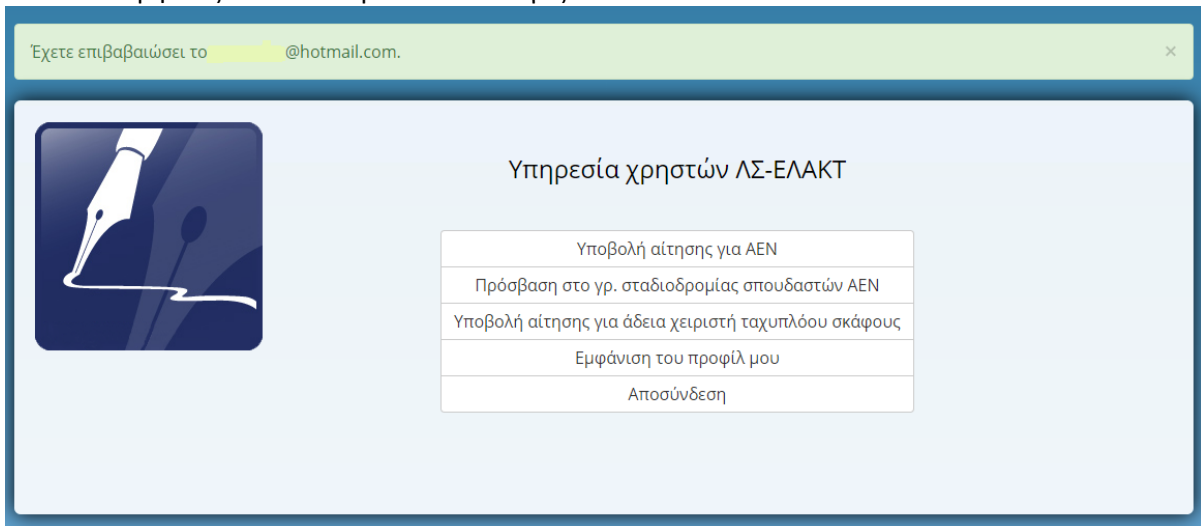 Έχετε επιβαβαιώσει το @hotmail.com.
×
Υπηρεσία χρηστών ΛΣ-ΕΛΑΚΤ
Υποβολή αίτησης για ΑΕΝ
Πρόσβαση στο γρ. σταδιοδρομίας σπουδαστών ΑΕΝ
Υποβολή αίτησης για άδεια χειριστή ταχυπλόου σκάφους
Εμφάνιση του προφίλ μου
Αποσύνδεση